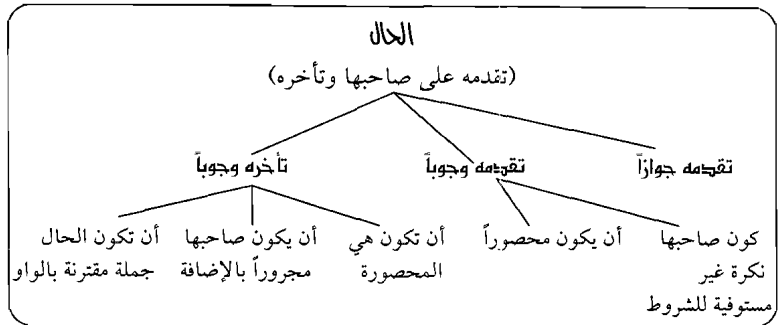 الحال
(تقدمه على صاحبها وتأخره)
تقدمه جوازاً
تقدمه وجوباً
تأخره وجوباً
كون صاحبها
نكرة غير
مستوفية للشروط
أن يكون محصوراً
أن تكون هي
المحصورة
أن يكون صاحبها
مجروراً بالإضافة
أن تكون الحال
جملة مقترنة بالواو